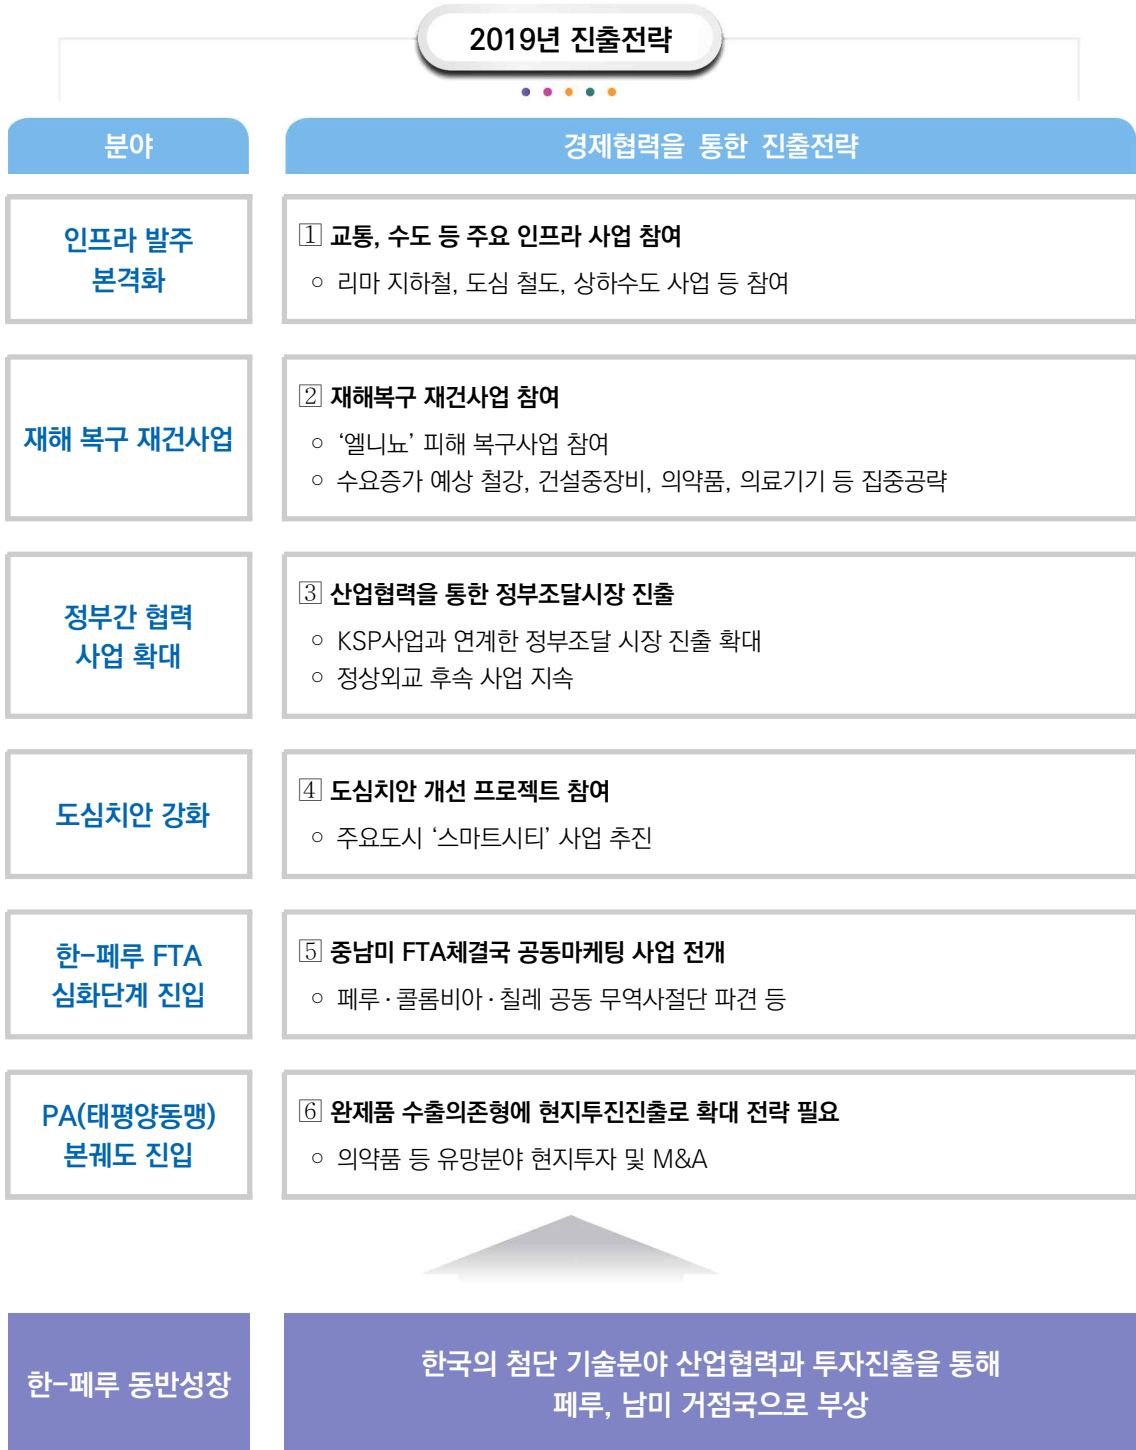 2019년 진출전략
분야
경제협력을 통한 진출전략
인프라 발주
본격화
1 교통, 수도 등 주요 인프라 사업 참여
○ 리마 지하철, 도심 철도, 상하수도 사업 등 참여
재해 복구 재건사업
2 재해복구 재건사업 참여
○ ‘엘니뇨’ 피해 복구사업 참여
○ 수요증가 예상 철강, 건설중장비, 의약품, 의료기기 등 집중공략
정부간 협력
사업 확대
3 산업협력을 통한 정부조달시장 진출
○ KSP사업과 연계한 정부조달 시장 진출 확대
○ 정상외교 후속 사업 지속
도심치안 강화
4 도심치안 개선 프로젝트 참여
○ 주요도시 ‘스마트시티’ 사업 추진
한-페루 FTA
심화단계 진입
5 중남미 FTA체결국 공동마케팅 사업 전개
○ 페루·콜롬비아·칠레 공동 무역사절단 파견 등
PA(태평양동맹)
본궤도 진입
6 완제품 수출의존형에 현지투진진출로 확대 전략 필요
○ 의약품 등 유망분야 현지투자 및 M&A
한-페루 동반성장
한국의 첨단 기술분야 산업협력과 투자진출을 통해
페루, 남미 거점국으로 부상